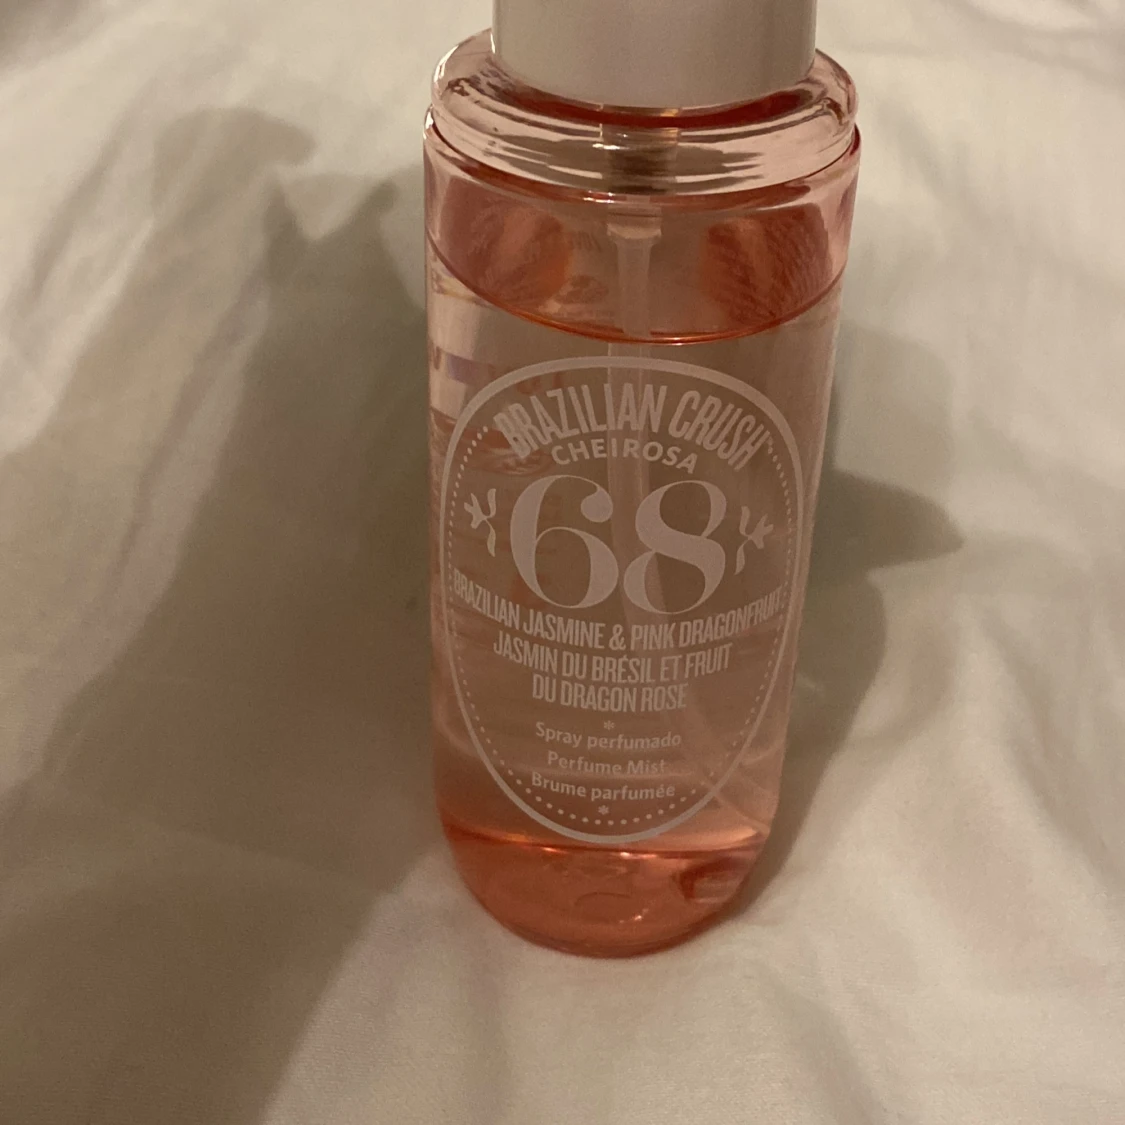 BRAZILIAN CRUSH
CHEIROSA
68
BRAZILIAN JASMINE & PINK DRAGONFRUIT
JASMIN DU BRÉSIL ET FRUIT
DU DRAGON ROSE
*
Spray perfumado
Perfume Mist
Brume parfumée
*